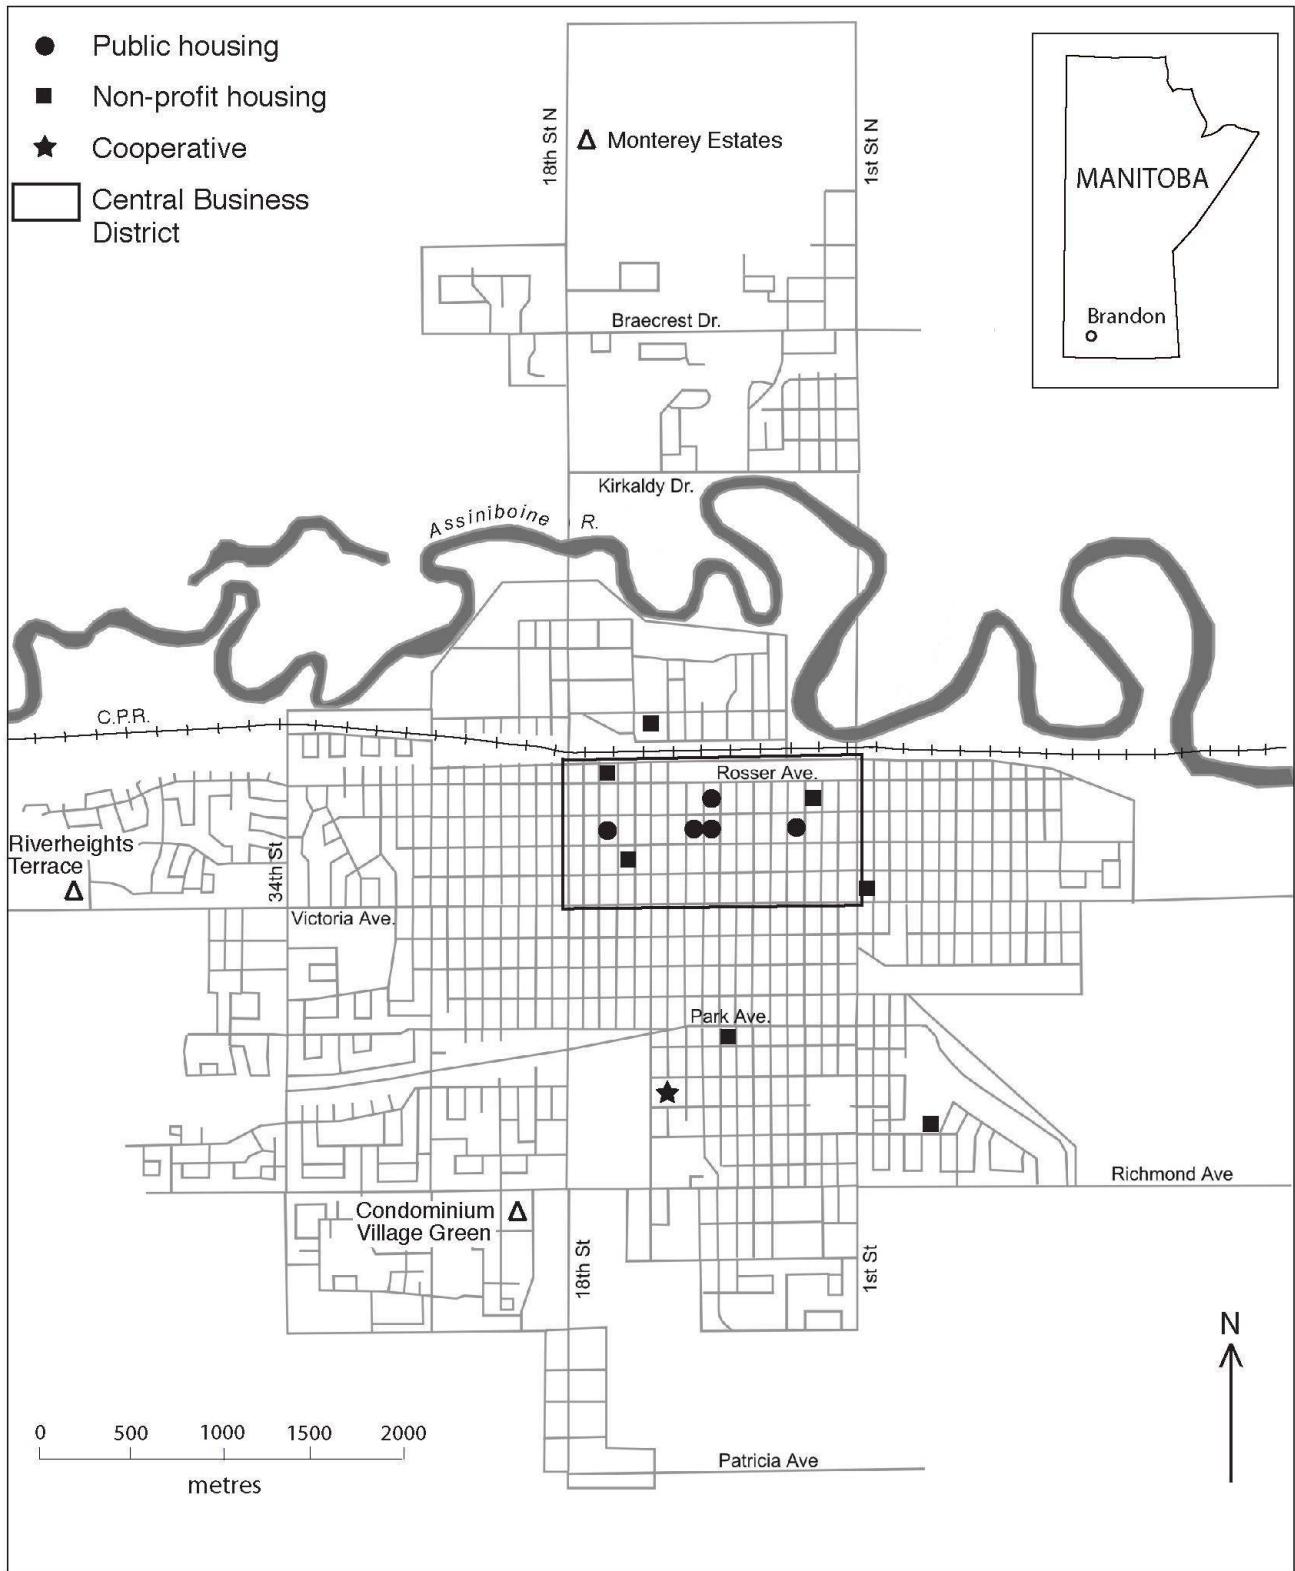 Public housing
Non-profit housing
Cooperative
Central Business
District
18th St N
Monterey Estates
1st St N
MANITOBA
Brandon
Braecrest Dr.
Kirkaldy Dr.
Assiniboine R.
C.P.R.
Rosser Ave.
Riverheights
Terrace
34th St
Victoria Ave.
Park Ave.
Richmond Ave
Condominium
Village Green
18th St
1st St
N
0 500 1000 1500 2000
metres
Patricia Ave